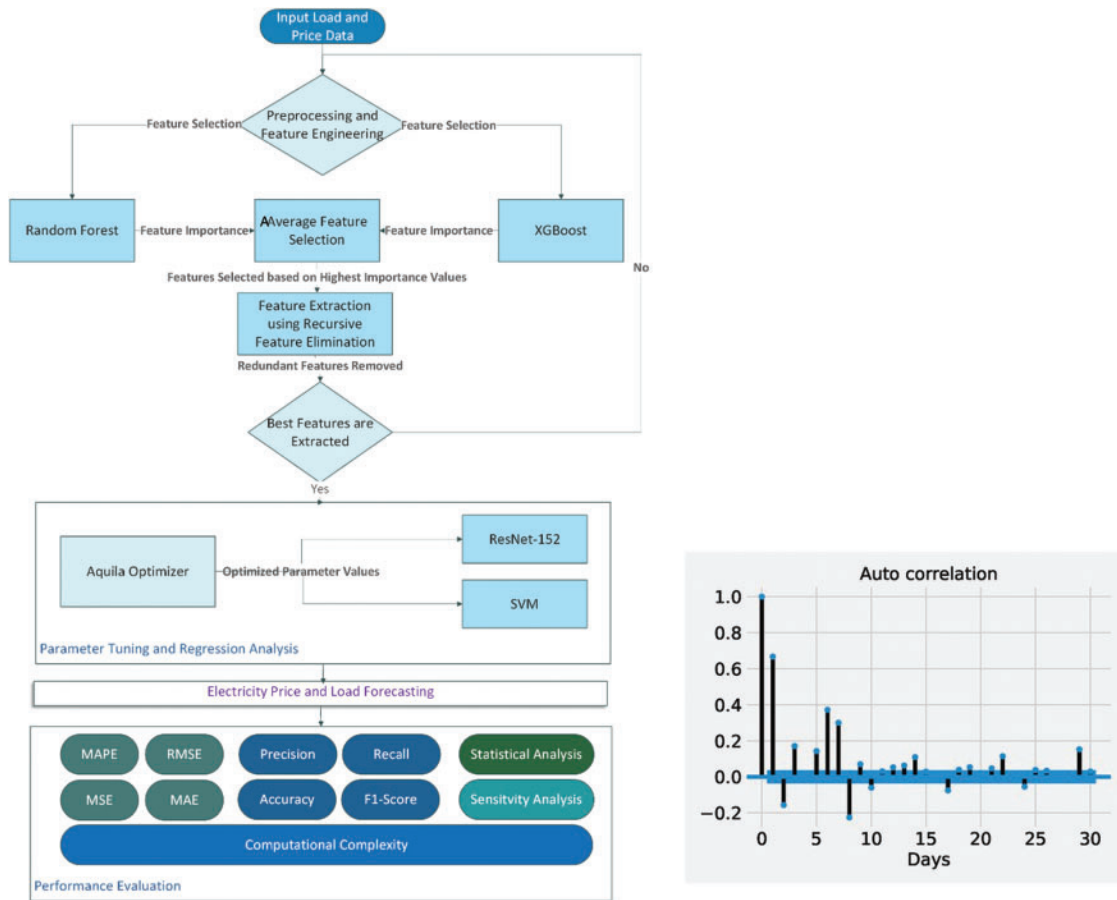 Input Load and
Price Data
Preprocessing and
Feature Engineering
Feature Selection
Feature Selection
Random Forest
Feature Importance
AAverage Feature
Selection
Feature Importance
XGBoost
No
Features Selected based on Highest Importance Values
Feature Extraction
using Recursive
Feature Elimination
Redundant Features Removed
Best Features are
Extracted
Yes
Aquila Optimizer
Optimized Parameter Values
ResNet-152
SVM
Parameter Tuning and Regression Analysis
Electricity Price and Load Forecasting
MAPE
RMSE
Precision
Recall
Statistical Analysis
MSE
MAE
Accuracy
F1-Score
Sensitvity Analysis
Computational Complexity
Performance Evaluation
Auto correlation
1.0
0.8
0.6
0.4
0.2
0.0
−0.2
0 5 10 15 20 25 30
Days